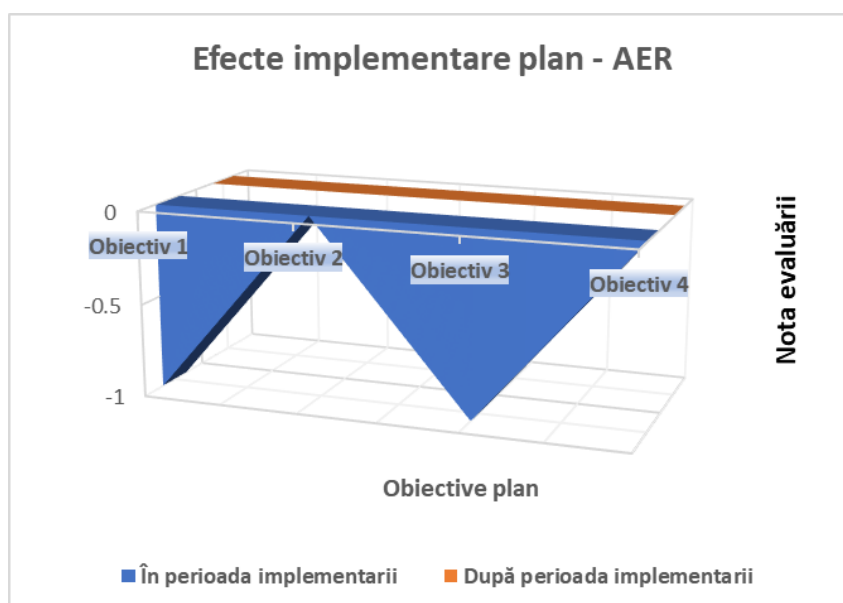 Efecte implementare plan - AER
0
-0.5
-1
Obiectiv 1
Obiectiv 2
Obiectiv 3
Obiectiv 4
Nota evaluării
Obiective plan
În perioada implementarii
După perioada implementarii